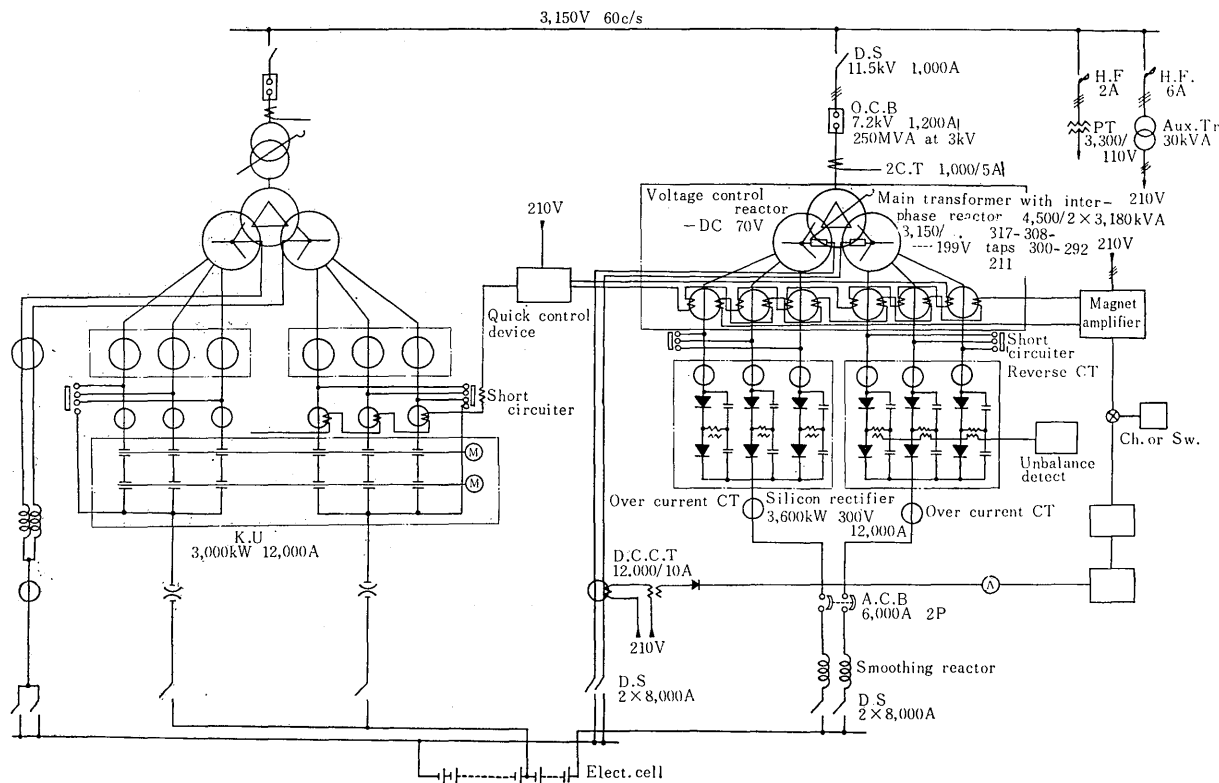 3,150V 60c/s
D.S
11.5kV 1,000A
H.F
2A
H.F.
6A
O.C.B
7.2kV 1,200A
250MVA at 3kV
PT
3,300/
110V
Aux.Tr
30kVA
2C.T 1,000/5A
210V
Voltage control
reactor
-DC 70V
Main transformer with inter-
phase reactor 4,500/2×3,180kVA
3,150/ 317-308-
199V taps 300-292
211
210V
210V
Quick control
device
Magnet
amplifier
Short
circuiter
Reverse CT
Short
circuiter
M
M
Ch.or Sw.
Unbalance
detect
K.U
3,000kW 12,000A
Over current CT
Silicon rectifier
3,600kW 300V
12,000A
Over current CT
D.C.C.T
12,000/10A
210V
A
A.C.B
6,000A 2P
Smoothing reactor
D.S
2×8,000A
D.S
2×8,000A
Elect.cell